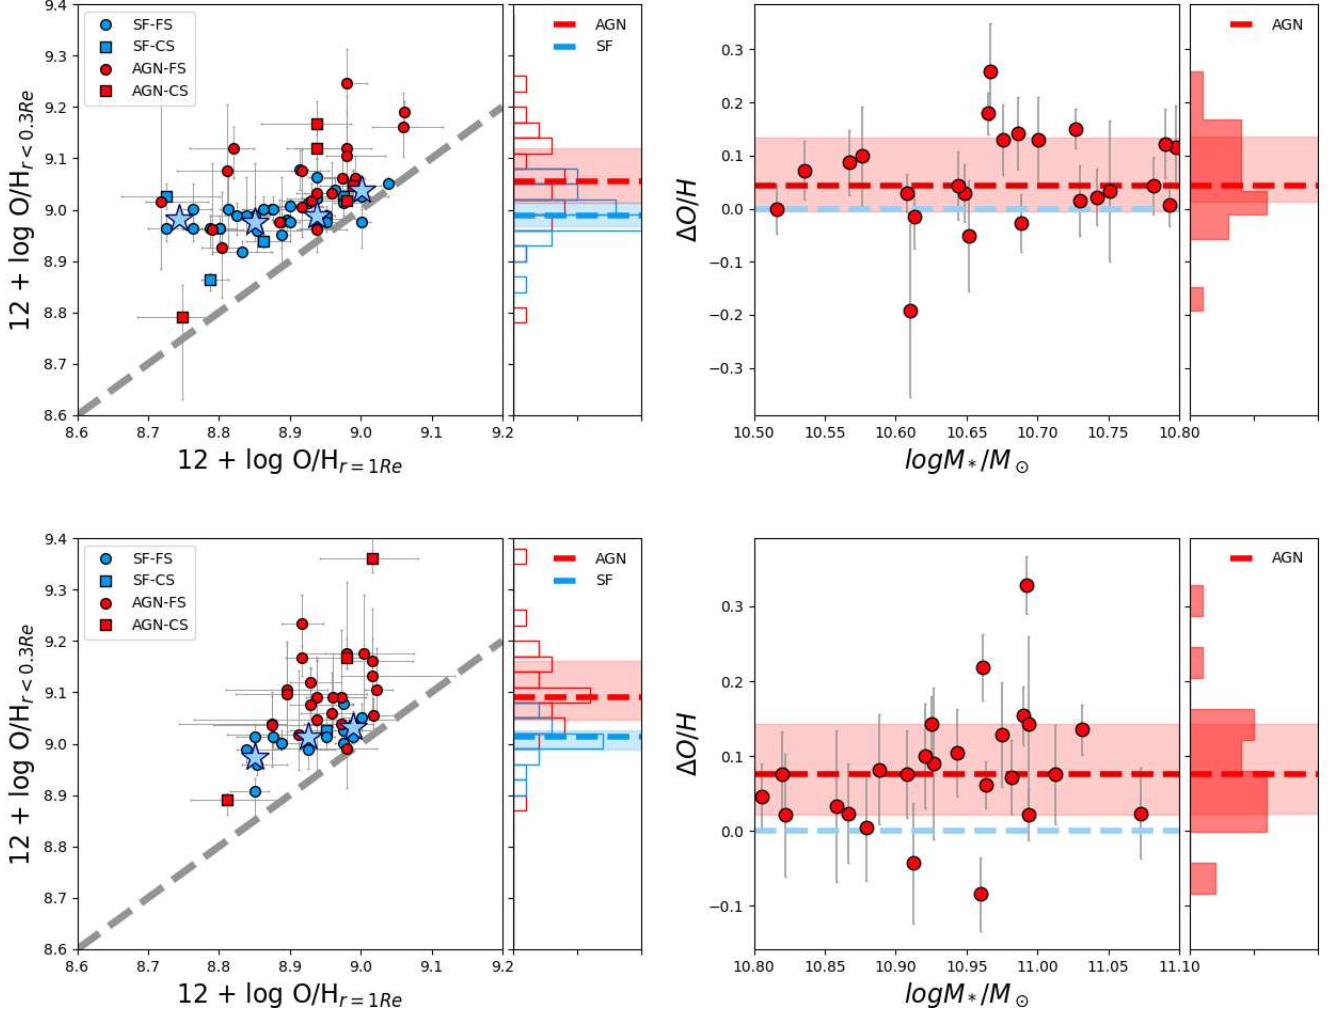 9.4
9.3
9.2
9.1
9.0
8.9
8.8
8.7
8.6
12 + log O/H r < 0.3Re
SF-FS
SF-CS
AGN-FS
AGN-CS
8.6 8.7 8.8 8.9 9.0 9.1 9.2
12 + log O/H r = 1Re
AGN
SF
0.3
0.2
0.1
0.0
−0.1
−0.2
−0.3
ΔO/H
10.50 10.55 10.60 10.65 10.70 10.75 10.80
logM*/M⊙
AGN
9.4
9.3
9.2
9.1
9.0
8.9
8.8
8.7
8.6
12 + log O/H r < 0.3Re
SF-FS
SF-CS
AGN-FS
AGN-CS
8.6 8.7 8.8 8.9 9.0 9.1 9.2
12 + log O/H r = 1Re
AGN
SF
0.3
0.2
0.1
0.0
−0.1
ΔO/H
10.80 10.85 10.90 10.95 11.00 11.05 11.10
logM*/M⊙
AGN